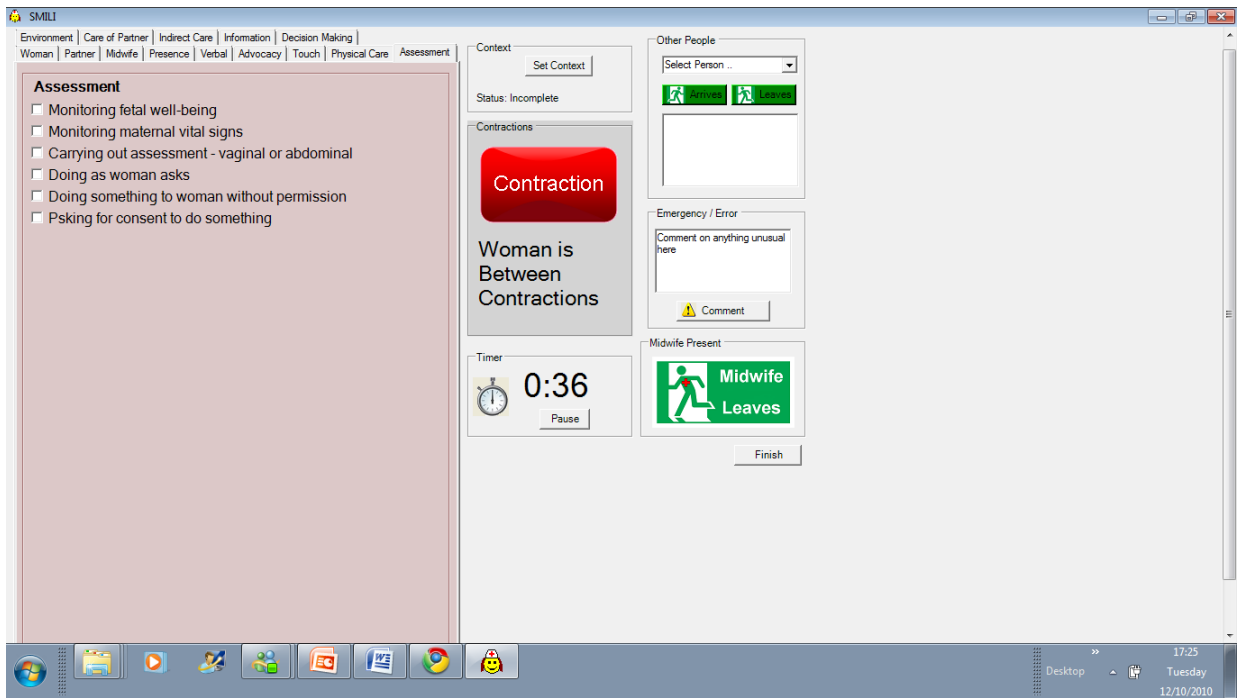 SMILI
Environment Care of Partner Indirect Care Information Decision Making
Woman Partner Midwife Presence Verbal Advocacy Touch Physical Care Assessment
Assessment
Monitoring fetal well-being
Monitoring maternal vital signs
Carrying out assessment - vaginal or abdominal
Doing as woman asks
Doing something to woman without permission
Psking for consent to do something
Context
Set Context
Status: Incomplete
Contractions
Contraction
Woman is
Between
Contractions
Timer
0:36
Pause
Other People
Select Person ..
Arrives Leaves
Emergency / Error
Comment on anything unusual
here
Comment
Midwife Present
Midwife
Leaves
Finish
Desktop
17:25
Tuesday
12/10/2010